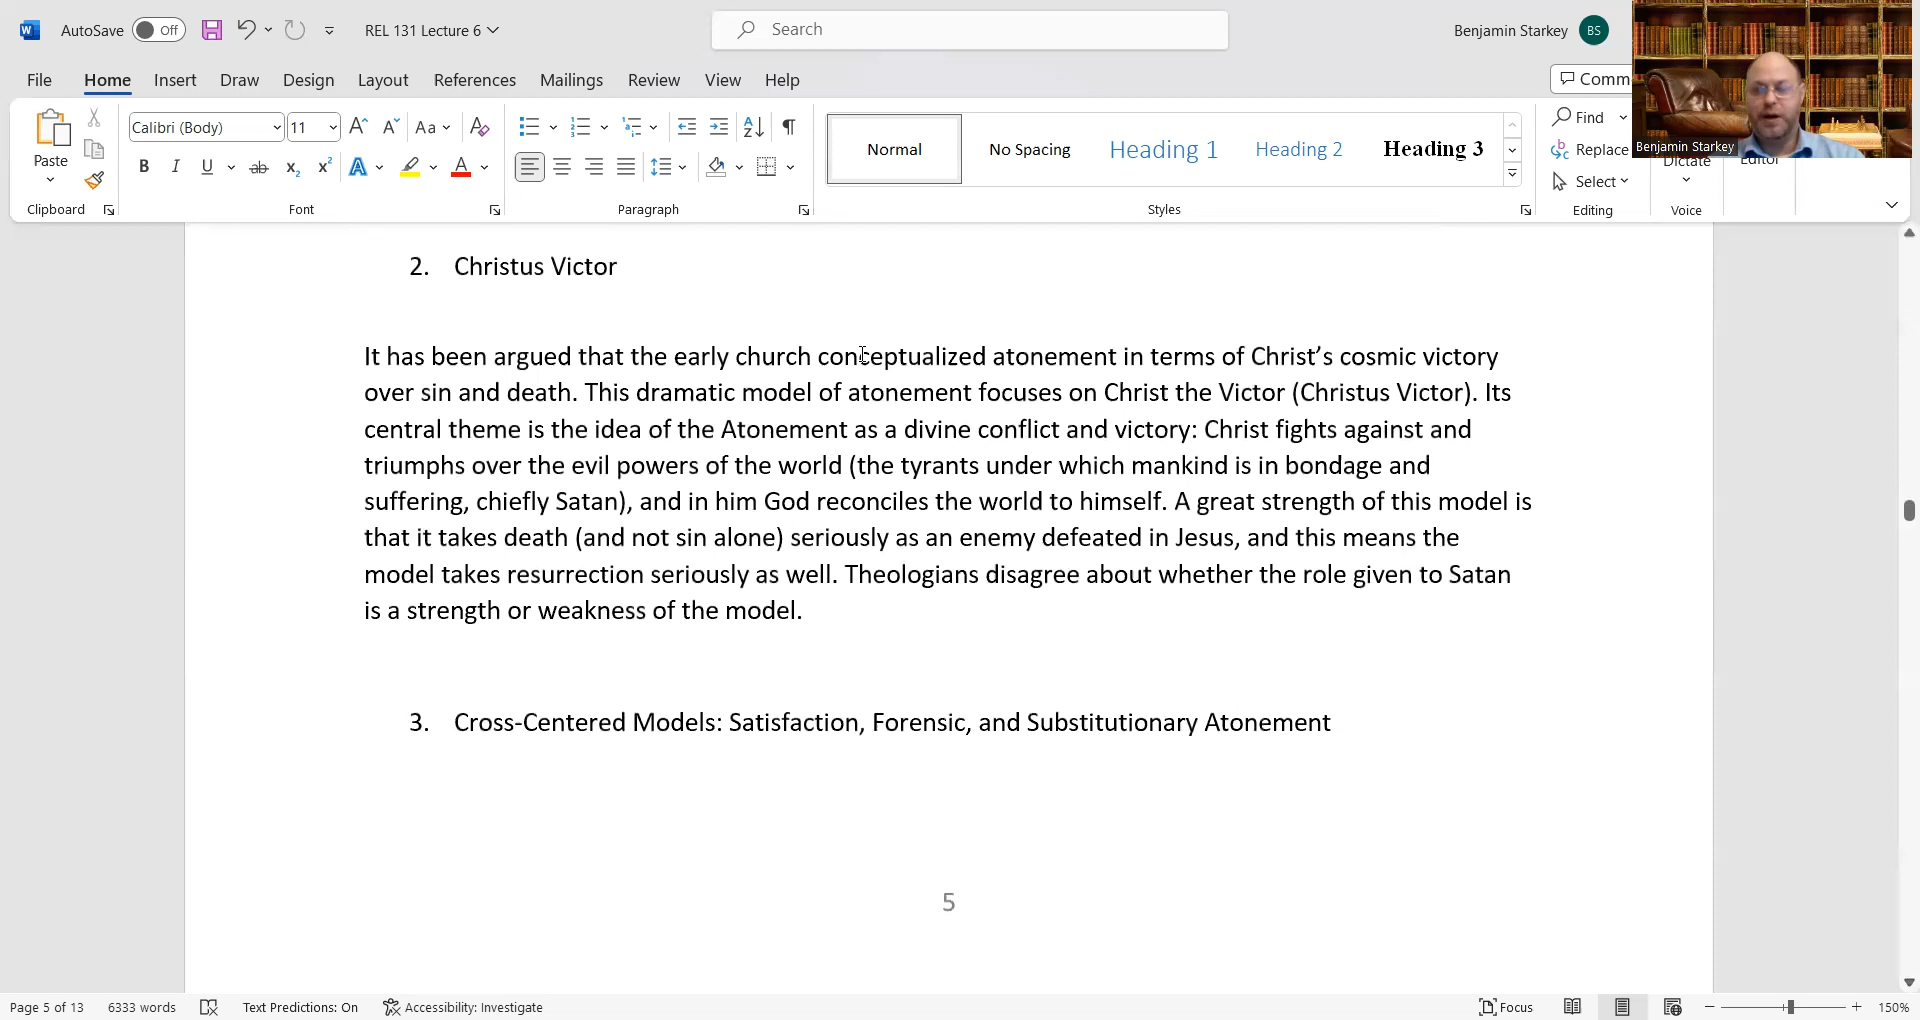 AutoSave Off REL 131 Lecture 6 Search Benjamin Starkey BS
File Home Insert Draw Design Layout References Mailings Review View Help Comm
Calibri (Body) 11 Aa
Paste
B I U ab x₂ x² A A
Normal No Spacing Heading 1 Heading 2 Heading 3
Find
Replace
Select
Dictate
Editor
Benjamin Starkey
Clipboard Font Paragraph Styles Editing Voice
2. Christus Victor
It has been argued that the early church conceptualized atonement in terms of Christ’s cosmic victory
over sin and death. This dramatic model of atonement focuses on Christ the Victor (Christus Victor). Its
central theme is the idea of the Atonement as a divine conflict and victory: Christ fights against and
triumphs over the evil powers of the world (the tyrants under which mankind is in bondage and
suffering, chiefly Satan), and in him God reconciles the world to himself. A great strength of this model is
that it takes death (and not sin alone) seriously as an enemy defeated in Jesus, and this means the
model takes resurrection seriously as well. Theologians disagree about whether the role given to Satan
is a strength or weakness of the model.
3. Cross-Centered Models: Satisfaction, Forensic, and Substitutionary Atonement
5
Page 5 of 13 6333 words Text Predictions: On Accessibility: Investigate Focus 150%